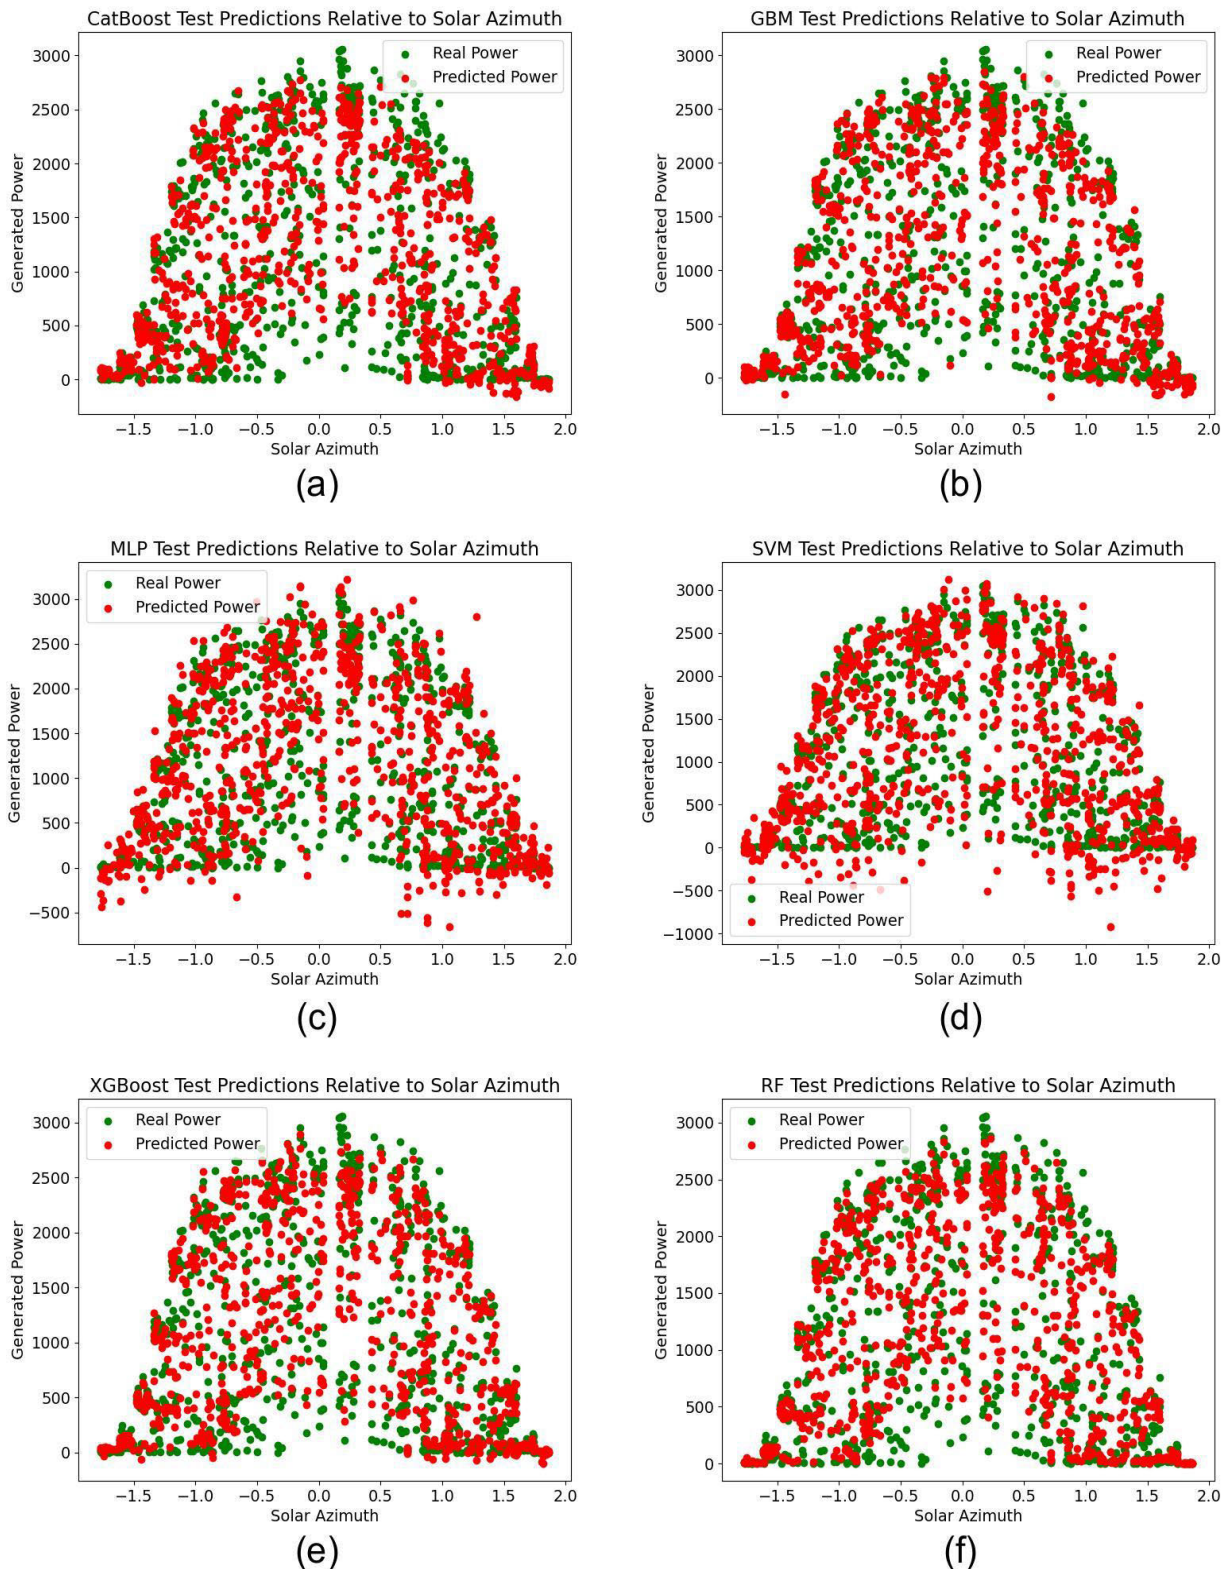 CatBoost Test Predictions Relative to Solar Azimuth
Real Power
Predicted Power
Generated Power
3000
2500
2000
1500
1000
500
0
−1.5 −1.0 −0.5 0.0 0.5 1.0 1.5 2.0
Solar Azimuth
(a)
GBM Test Predictions Relative to Solar Azimuth
Real Power
Predicted Power
Generated Power
3000
2500
2000
1500
1000
500
0
−1.5 −1.0 −0.5 0.0 0.5 1.0 1.5 2.0
Solar Azimuth
(b)
MLP Test Predictions Relative to Solar Azimuth
Real Power
Predicted Power
Generated Power
3000
2500
2000
1500
1000
500
0
−500
−1.5 −1.0 −0.5 0.0 0.5 1.0 1.5 2.0
Solar Azimuth
(c)
SVM Test Predictions Relative to Solar Azimuth
Generated Power
3000
2500
2000
1500
1000
500
0
−500
−1000
Real Power
Predicted Power
−1.5 −1.0 −0.5 0.0 0.5 1.0 1.5 2.0
Solar Azimuth
(d)
XGBoost Test Predictions Relative to Solar Azimuth
Real Power
Predicted Power
Generated Power
3000
2500
2000
1500
1000
500
0
−1.5 −1.0 −0.5 0.0 0.5 1.0 1.5 2.0
Solar Azimuth
(e)
RF Test Predictions Relative to Solar Azimuth
Real Power
Predicted Power
Generated Power
3000
2500
2000
1500
1000
500
0
−1.5 −1.0 −0.5 0.0 0.5 1.0 1.5 2.0
Solar Azimuth
(f)